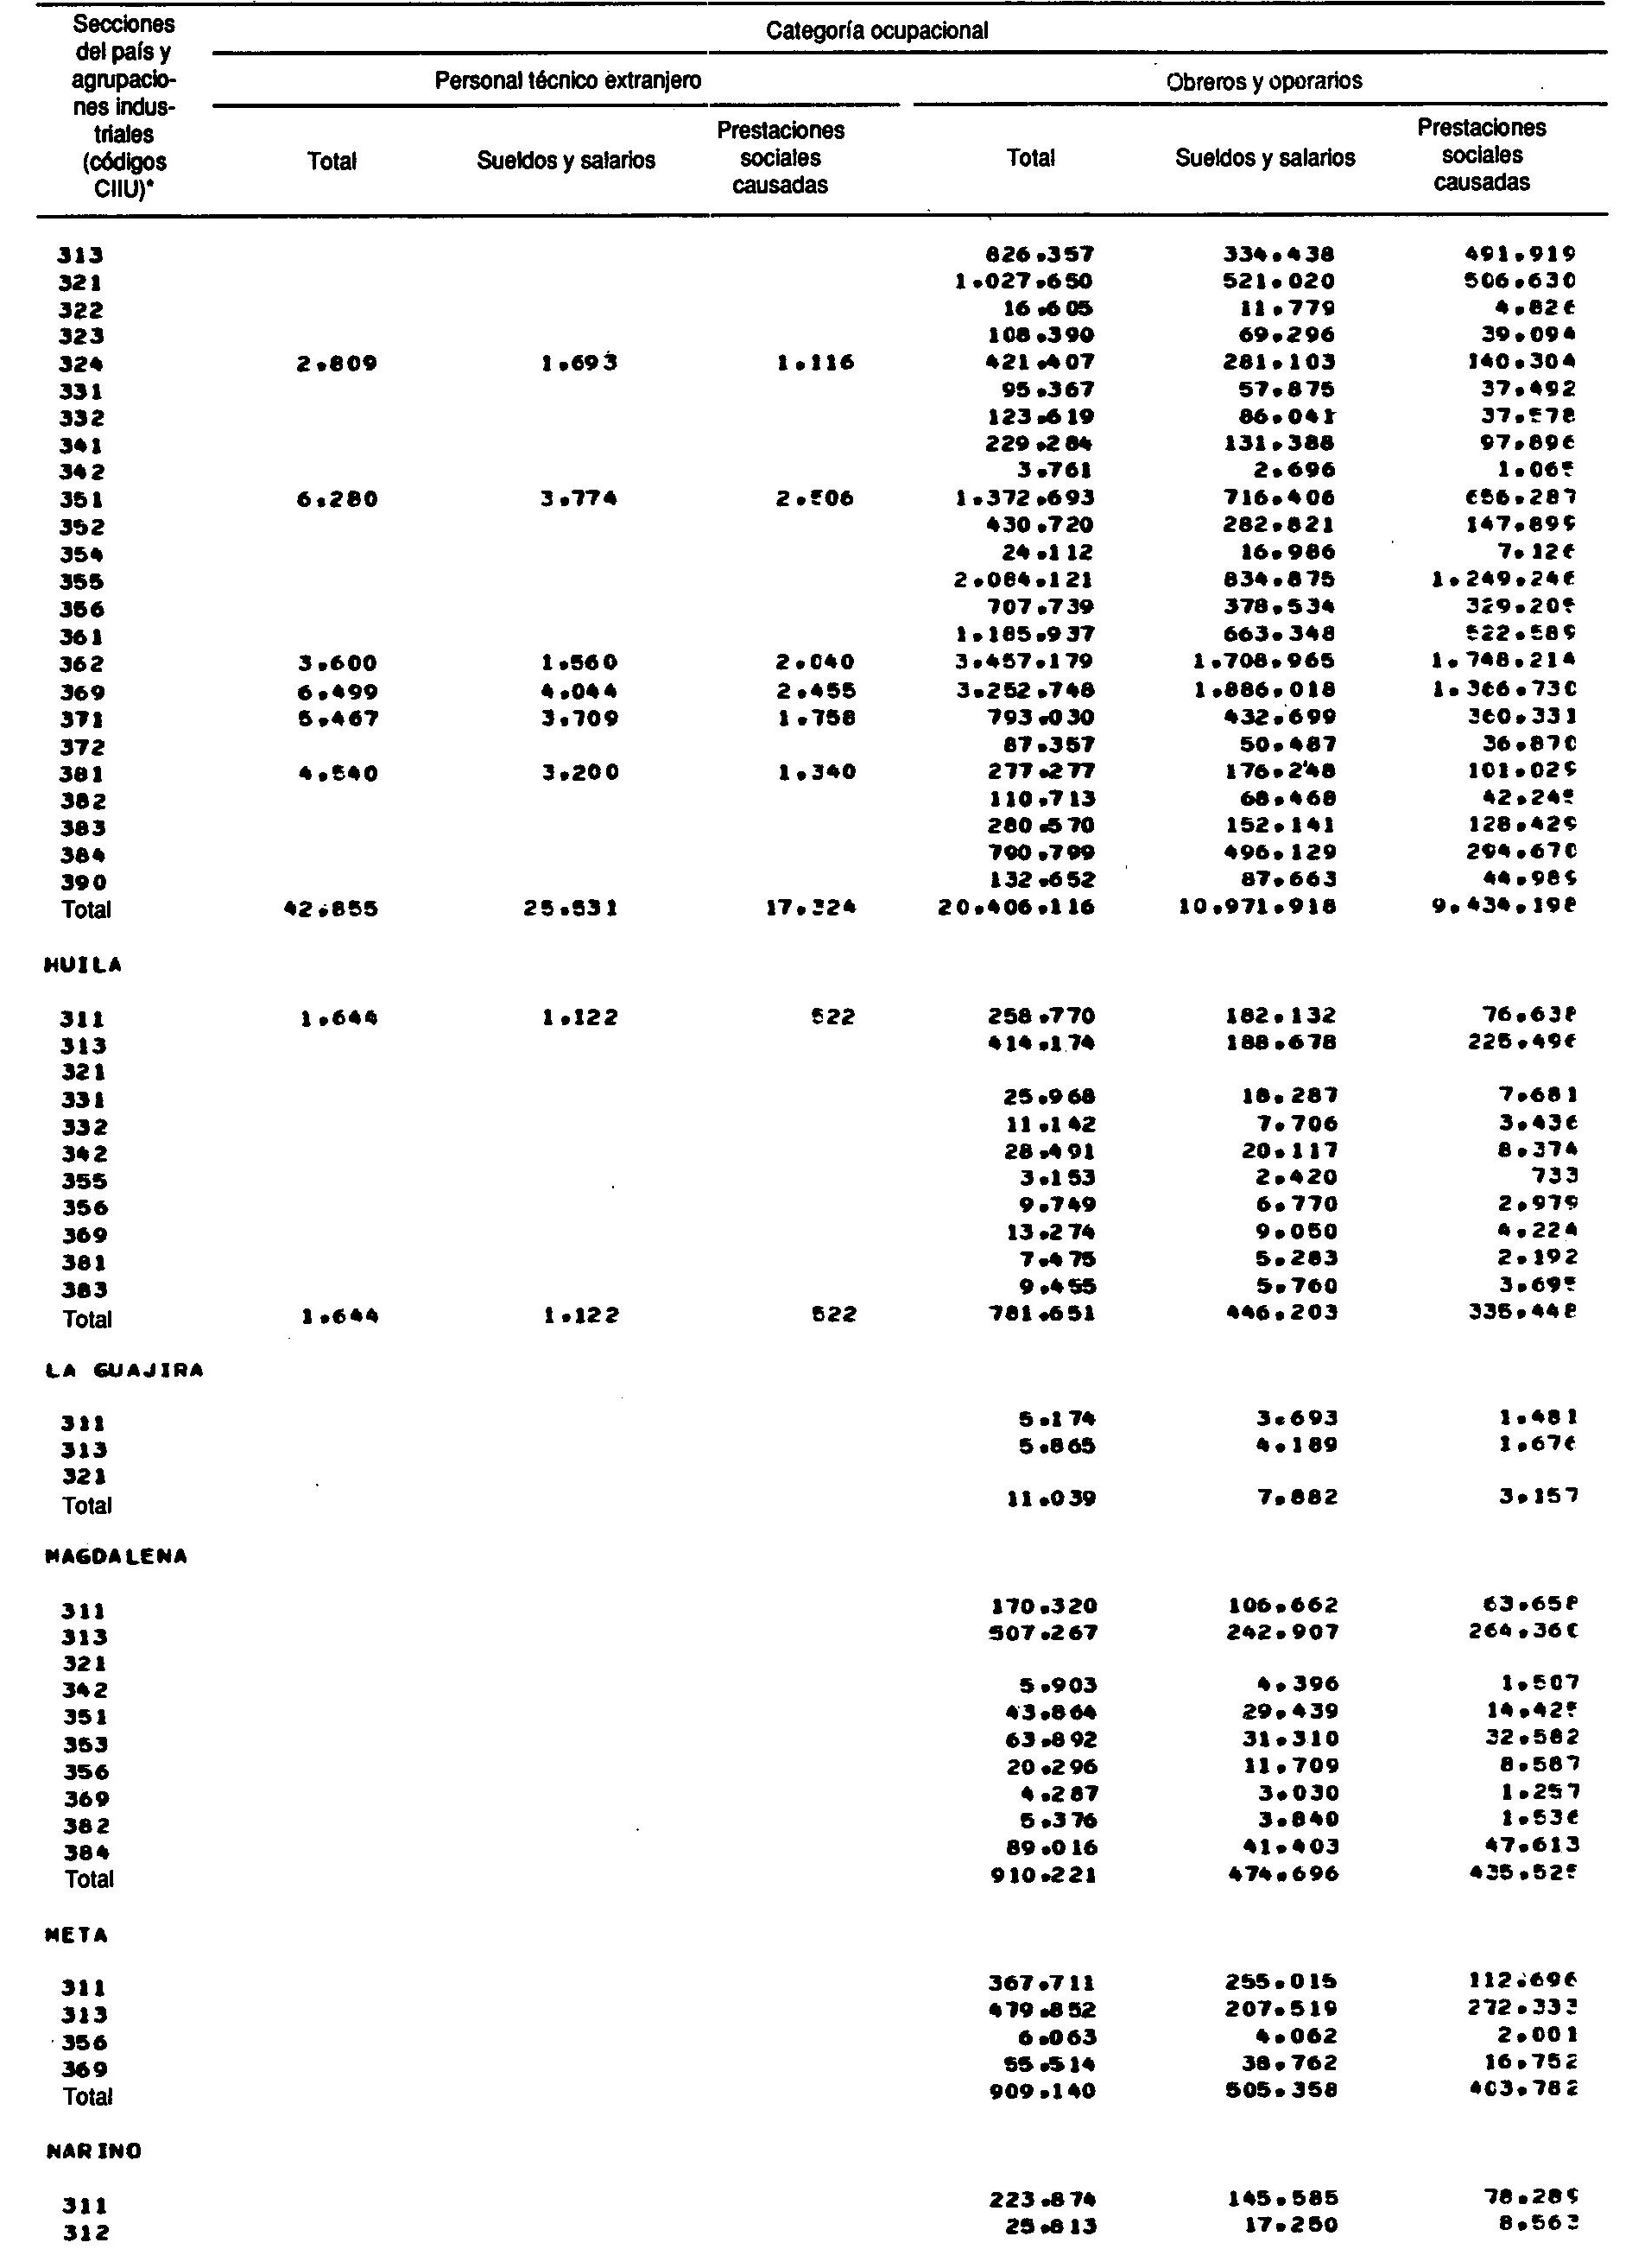 Secciones
del país y
agrupacio-
nes indus-
triales
(códigos
CIIU)*
Categoría ocupacional
Personal técnico extranjero Obreros y operarios
Total Sueldos y salarios Prestaciones sociales causadas Total Sueldos y salarios Prestaciones sociales causadas
313 826.357 334.438 491.919
321 1.027.650 521.020 506.630
322 16.605 11.779 4.826
323 108.390 69.296 39.094
324 2.809 1.693 1.116 421.407 281.103 140.304
331 95.367 57.875 37.492
332 123.619 86.041 37.578
341 229.284 131.388 97.896
342 3.761 2.696 1.065
351 6.280 3.774 2.506 1.372.693 716.406 656.287
352 430.720 282.821 147.899
354 24.112 16.986 7.126
355 2.084.121 834.875 1.249.246
356 707.739 378.534 329.205
361 1.185.937 663.348 522.589
362 3.600 1.560 2.040 3.457.179 1.708.965 1.748.214
369 6.499 4.044 2.455 3.252.748 1.886.018 1.366.730
371 5.467 3.709 1.758 793.030 432.699 360.331
372 87.357 50.487 36.870
381 4.540 3.200 1.340 277.277 176.248 101.029
382 110.713 68.468 42.245
383 280.570 152.141 128.429
384 790.799 496.129 294.670
390 132.652 87.663 44.989
Total 42.855 25.531 17.324 20.406.116 10.971.918 9.434.198
HUILA
311 1.644 1.122 522 258.770 182.132 76.638
313 414.174 188.678 225.496
321
331 25.968 18.287 7.681
332 11.142 7.706 3.436
342 28.491 20.117 8.374
355 3.153 2.420 733
356 9.749 6.770 2.979
369 13.274 9.050 4.224
381 7.475 5.283 2.192
383 9.455 5.760 3.695
Total 1.644 1.122 522 781.651 446.203 335.448
LA GUAJIRA
311 5.174 3.693 1.481
313 5.865 4.189 1.676
321
Total 11.039 7.882 3.157
MAGDALENA
311 170.320 106.662 63.658
313 507.267 242.907 264.360
321
342 5.903 4.396 1.507
351 43.864 29.439 14.425
353 63.892 31.310 32.582
356 20.296 11.709 8.587
369 4.287 3.030 1.257
382 5.376 3.840 1.536
384 89.016 41.403 47.613
Total 910.221 474.696 435.525
META
311 367.711 255.015 112.696
313 479.852 207.519 272.333
356 6.063 4.062 2.001
369 55.514 38.762 16.752
Total 909.140 505.358 403.782
NARINO
311 223.874 145.585 78.289
312 25.813 17.250 8.563